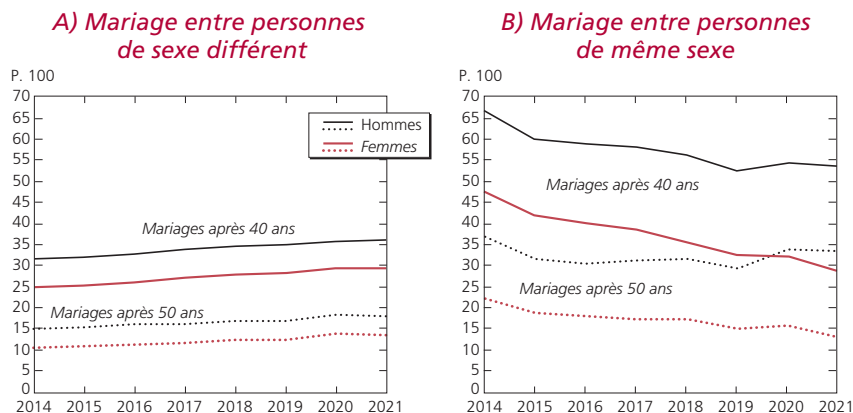 A) Mariage entre personnes
de sexe différent
P. 100
70
65
60
55
50
45
40
35
30
25
20
15
10
5
0
Hommes
Femmes
Mariages après 40 ans
Mariages après 50 ans
2014 2015 2016 2017 2018 2019 2020 2021
B) Mariage entre personnes
de même sexe
P. 100
70
65
60
55
50
45
40
35
30
25
20
15
10
5
0
Mariages après 40 ans
Mariages après 50 ans
2014 2015 2016 2017 2018 2019 2020 2021